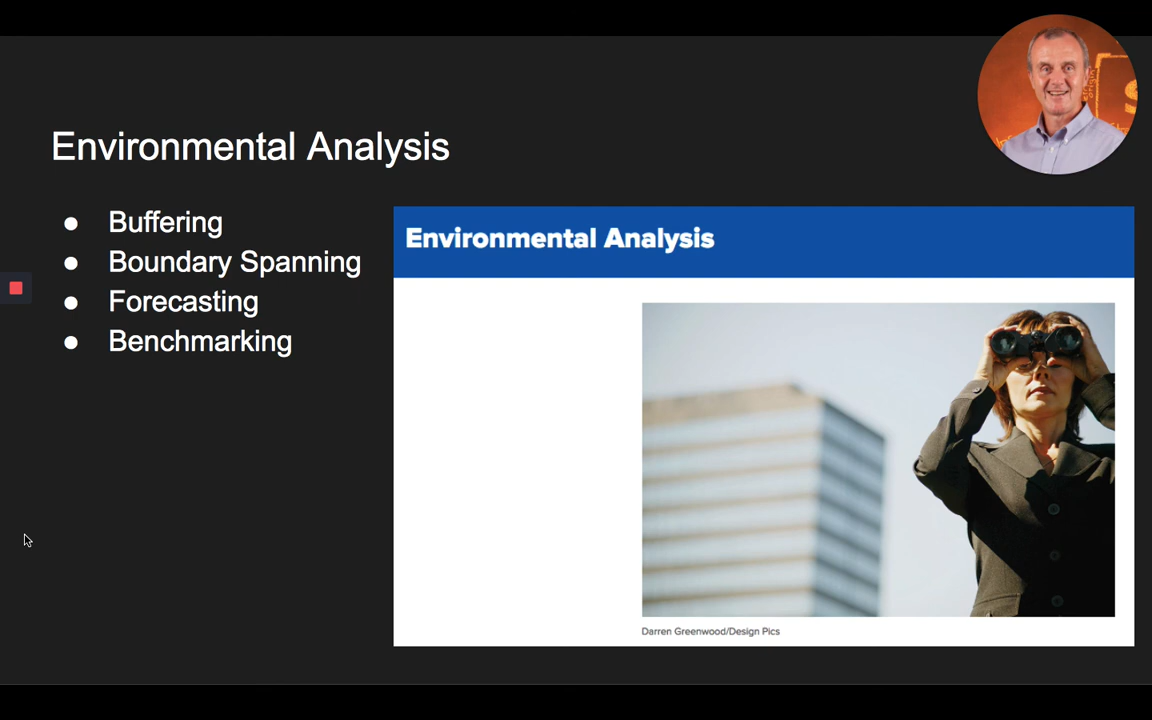 Environmental Analysis
● Buffering
● Boundary Spanning
● Forecasting
● Benchmarking
Environmental Analysis
Darren Greenwood/Design Pics